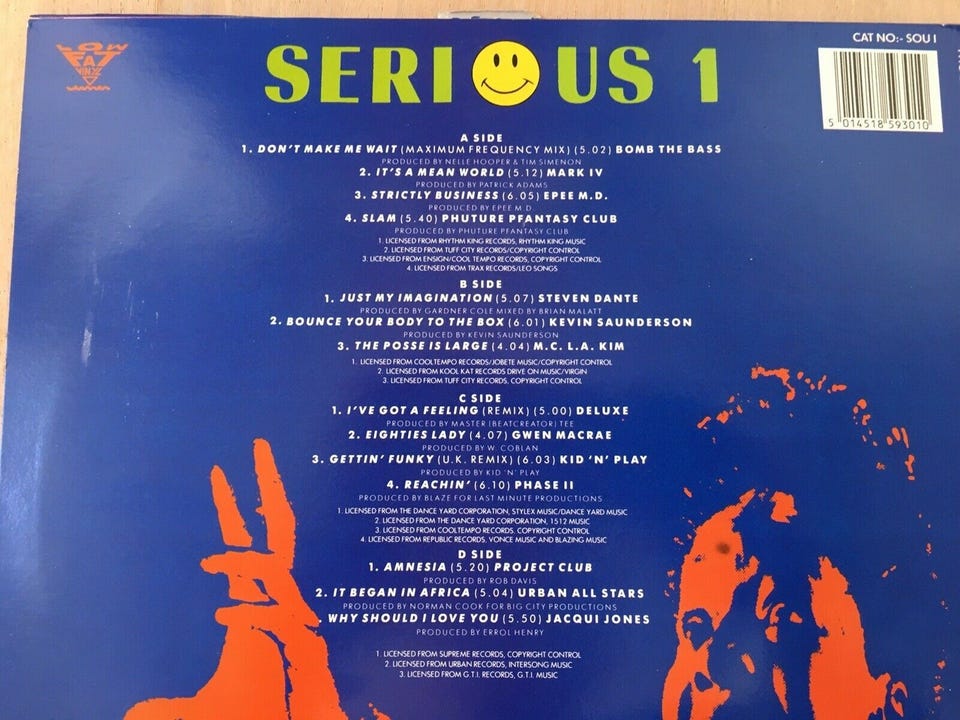 LOW
FAT
VINYL
CAT NO:- SOU 1
SERIOUS 1
5 014518 593010
A SIDE
1. DON'T MAKE ME WAIT (MAXIMUM FREQUENCY MIX) (5.02) BOMB THE BASS
PRODUCED BY NELLE HOOPER & TIM SIMENON
2. IT'S A MEAN WORLD (5.12) MARK IV
PRODUCED BY PATRICK ADAMS
3. STRICTLY BUSINESS (6.05) EPEE M.D.
PRODUCED BY EPEE M.D.
4. SLAM (5.40) PHUTURE PFANTASY CLUB
PRODUCED BY PHUTURE PFANTASY CLUB
1. LICENSED FROM RHYTHM KING RECORDS, RHYTHM KING MUSIC
2. LICENSED FROM TUFF CITY RECORDS/COPYRIGHT CONTROL
3. LICENSED FROM ENSIGN/COOL TEMPO RECORDS, COPYRIGHT CONTROL
4. LICENSED FROM TRAX RECORDS/LEO SONGS
B SIDE
1. JUST MY IMAGINATION (5.07) STEVEN DANTE
PRODUCED BY GARDNER COLE MIXED BY BRIAN MALATT
2. BOUNCE YOUR BODY TO THE BOX (6.01) KEVIN SAUNDERSON
PRODUCED BY KEVIN SAUNDERSON
3. THE POSSE IS LARGE (4.04) M.C. L.A. KIM
1. LICENSED FROM COOLTEMPO RECORDS/JOBETE MUSIC/COPYRIGHT CONTROL
2. LICENSED FROM KOOL KAT RECORDS DRIVE ON MUSIC/VIRGIN
3. LICENSED FROM TUFF CITY RECORDS, COPYRIGHT CONTROL
C SIDE
1. I'VE GOT A FEELING (REMIX) (5.00) DELUXE
PRODUCED BY MASTER (BEATCREATOR) TEE
2. EIGHTIES LADY (4.07) GWEN MACRAE
PRODUCED BY W. COBLAN
3. GETTIN' FUNKY (U.K. REMIX) (6.03) KID 'N' PLAY
PRODUCED BY KID 'N' PLAY
4. REACHIN' (6.10) PHASE II
PRODUCED BY BLAZE FOR LAST MINUTE PRODUCTIONS
1. LICENSED FROM THE DANCE YARD CORPORATION, STYLEX MUSIC/DANCE YARD MUSIC
2. LICENSED FROM THE DANCE YARD CORPORATION, 1512 MUSIC
3. LICENSED FROM COOLTEMPO RECORDS, COPYRIGHT CONTROL
4. LICENSED FROM REPUBLIC RECORDS, VONCE MUSIC AND BLAZING MUSIC
D SIDE
1. AMNESIA (5.20) PROJECT CLUB
PRODUCED BY ROB DAVIS
2. IT BEGAN IN AFRICA (5.04) URBAN ALL STARS
PRODUCED BY NORMAN COOK FOR BIG CITY PRODUCTIONS
. WHY SHOULD I LOVE YOU (5.50) JACQUI JONES
PRODUCED BY ERROL HENRY
1. LICENSED FROM SUPREME RECORDS, COPYRIGHT CONTROL
2. LICENSED FROM URBAN RECORDS, INTERSONG MUSIC
3. LICENSED FROM G.T.I. RECORDS, G.T.I. MUSIC